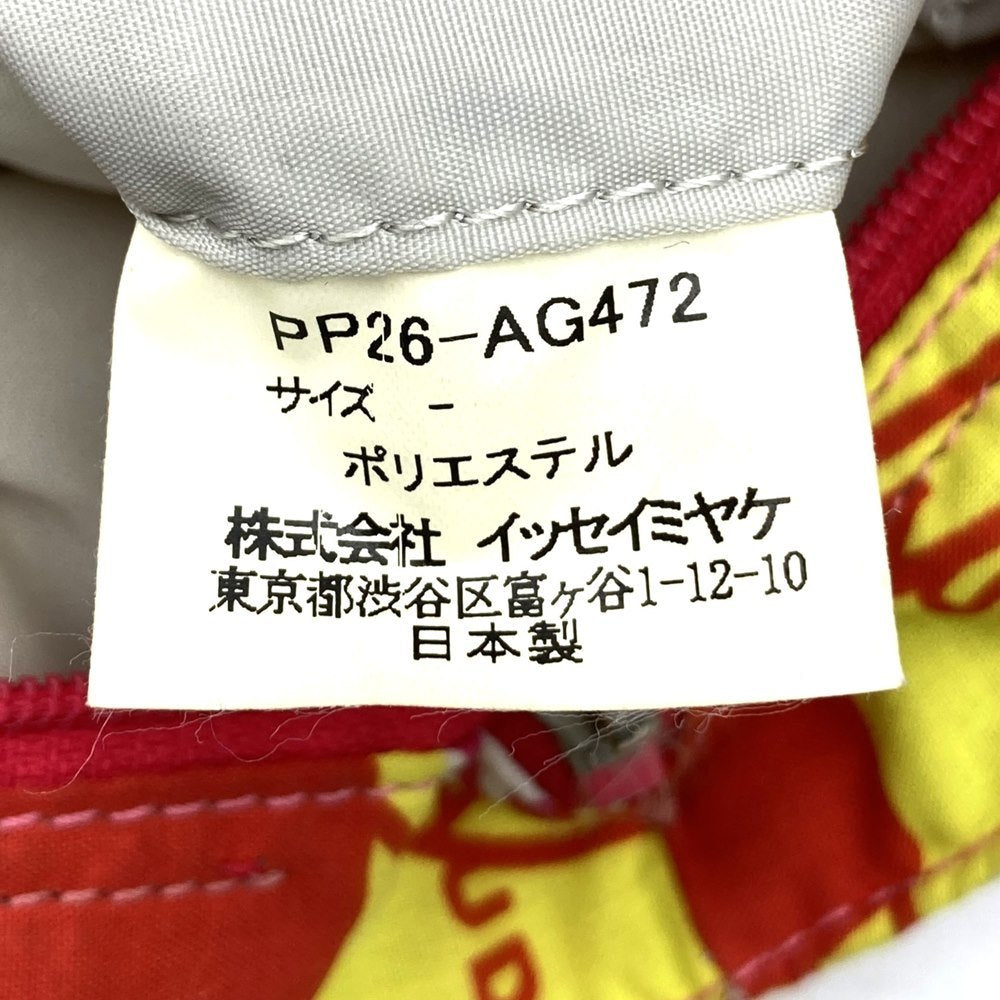 PP26-AG472
サイズ -
ポリエステル
株式会社 イッセイミヤケ
東京都渋谷区富ヶ谷1-12-10
日本製